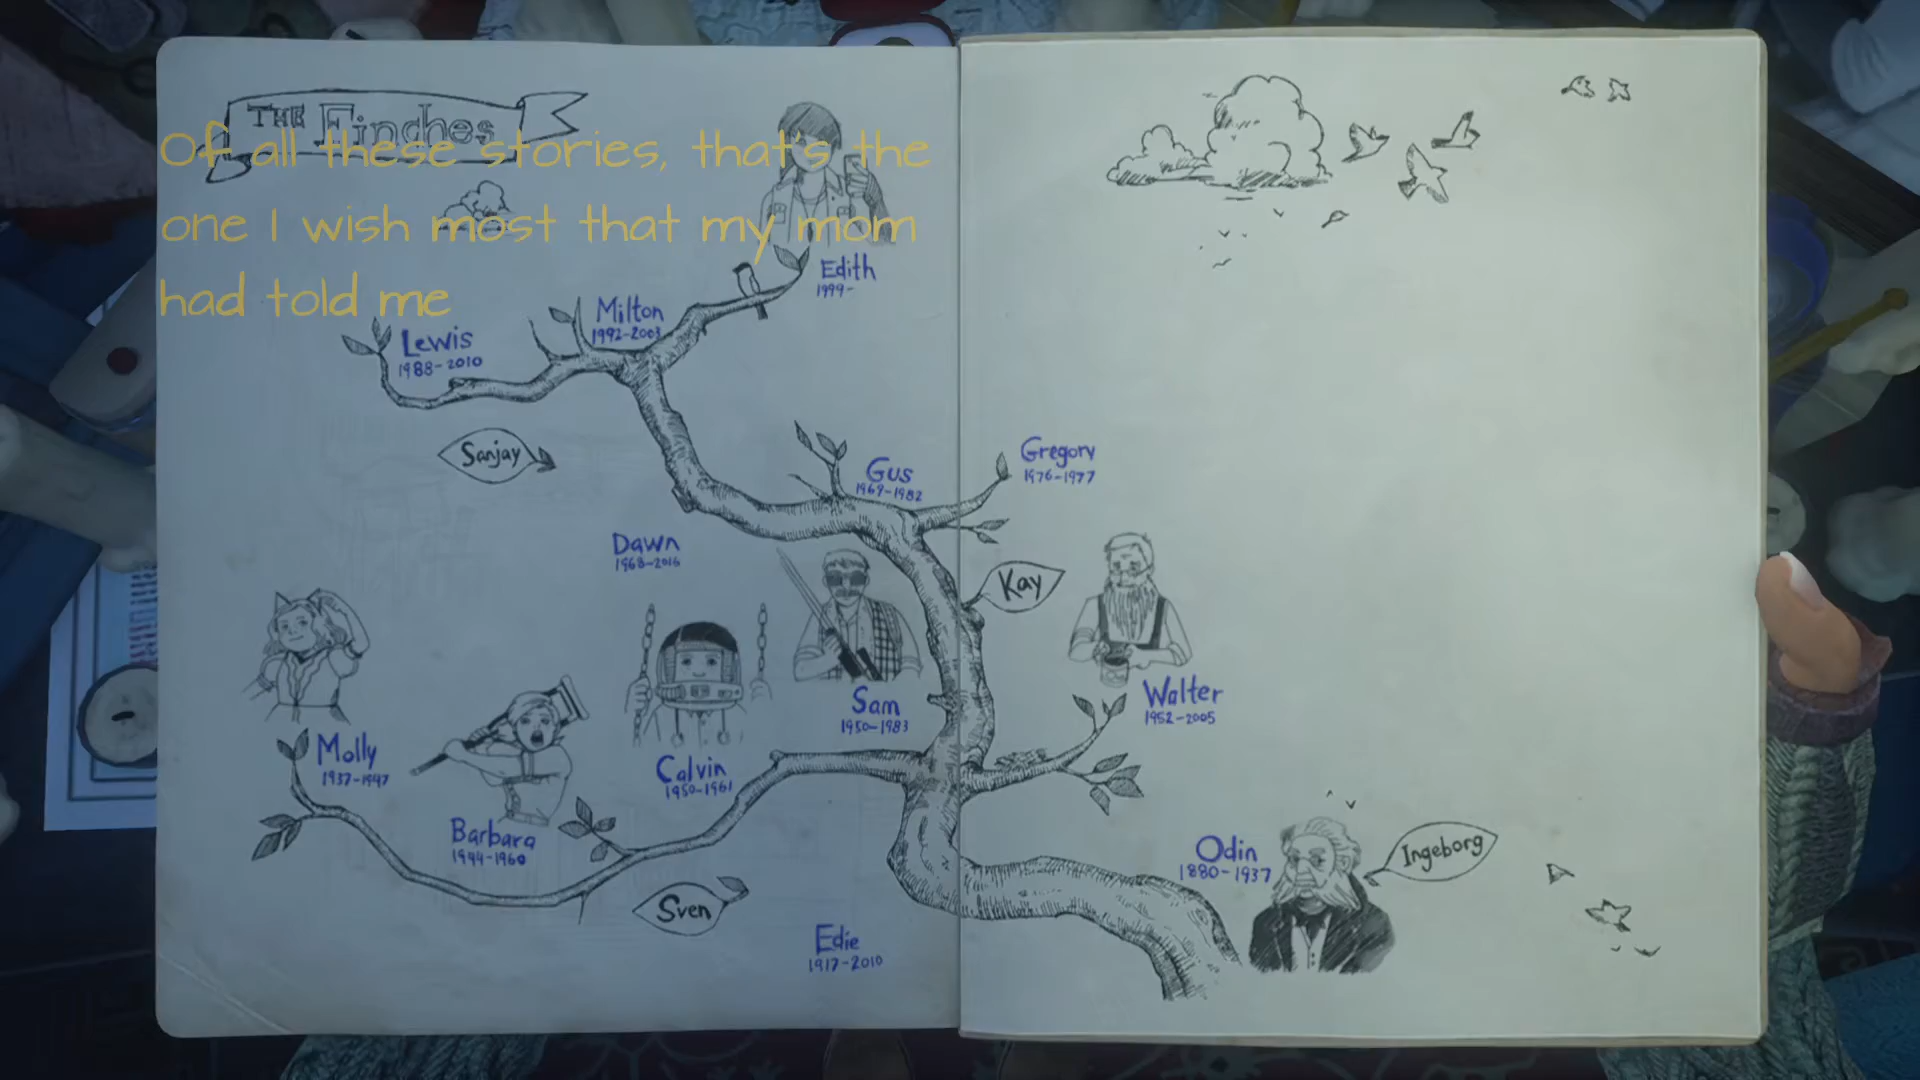 THE Finches
Of all these stories, that's the
one I wish most that my mom
had told me
Edith
1999-
Milton
1992-2003
Lewis
1988-2010
Sanjay
Gus
1969-1982
Gregory
1976-1977
Dawn
1968-2016
Kay
Sam
1950-1983
Walter
1952-2005
Molly
1937-1947
Calvin
1950-1961
Barbara
1944-1960
Sven
Odin
1880-1937
Ingeborg
Edie
1917-2010